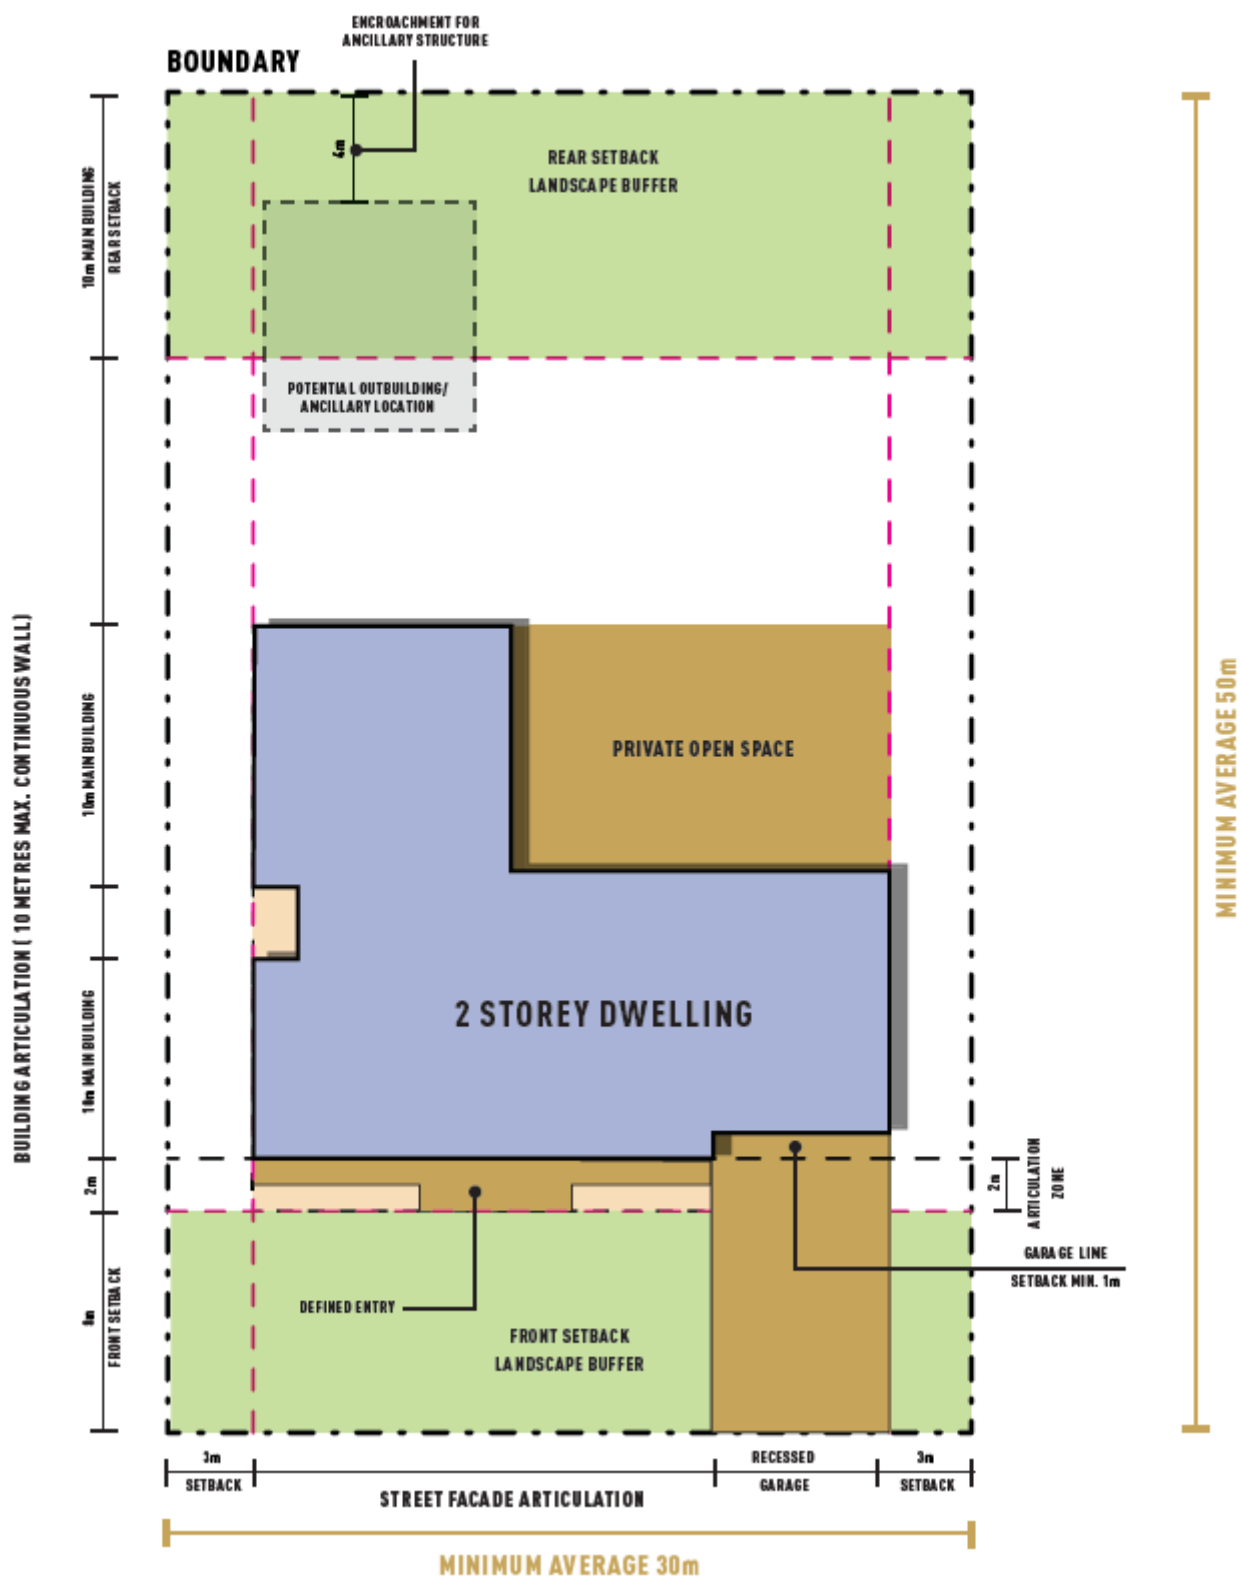 ENCROACHMENT FOR
ANCILLARY STRUCTURE
BOUNDARY
4m
REAR SETBACK
LANDSCAPE BUFFER
10m MAIN BUILDING
REAR SETBACK
POTENTIAL OUTBUILDING/
ANCILLARY LOCATION
BUILDING ARTICULATION ( 10 METRES MAX. CONTINUOUS WALL)
10m MAIN BUILDING
PRIVATE OPEN SPACE
MINIMUM AVERAGE 50m
2 STOREY DWELLING
10m MAIN BUILDING
2m
2m
ARTICULATION
ZONE
GARAGE LINE
SETBACK MIN. 1m
DEFINED ENTRY
8m
FRONT SETBACK
FRONT SETBACK
LANDSCAPE BUFFER
3m
SETBACK
STREET FACADE ARTICULATION
RECESSED
GARAGE
3m
SETBACK
MINIMUM AVERAGE 30m